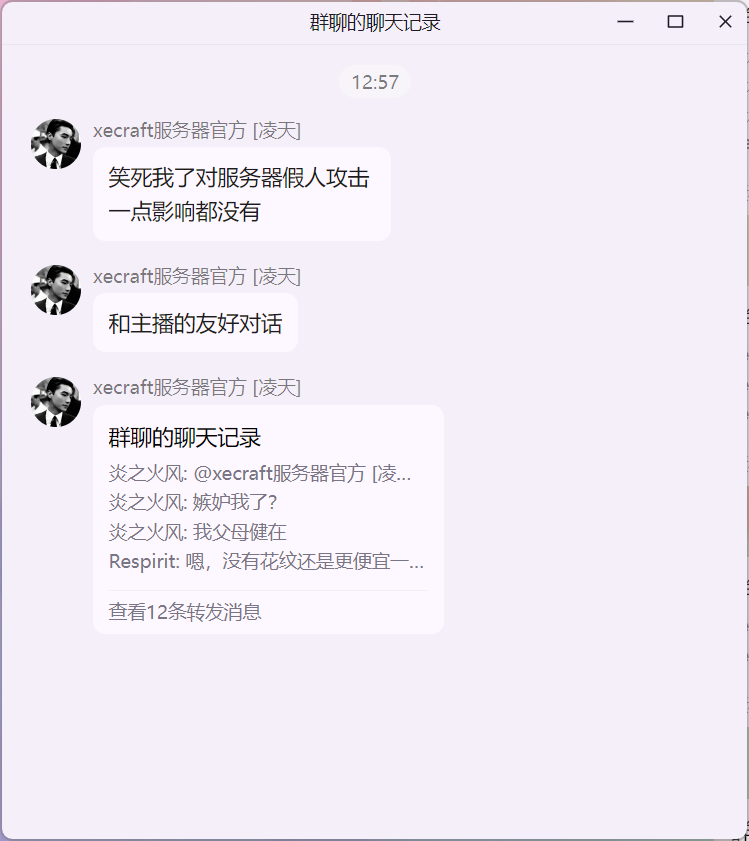 群聊的聊天记录
12:57
xecraft服务器官方 [凌天]
笑死我了对服务器假人攻击
一点影响都没有
xecraft服务器官方 [凌天]
和主播的友好对话
xecraft服务器官方 [凌天]
群聊的聊天记录
炎之火风: @xecraft服务器官方 [凌...
炎之火风: 嫉妒我了?
炎之火风: 我父母健在
Respirit: 嗯，没有花纹还是更便宜一...
查看12条转发消息